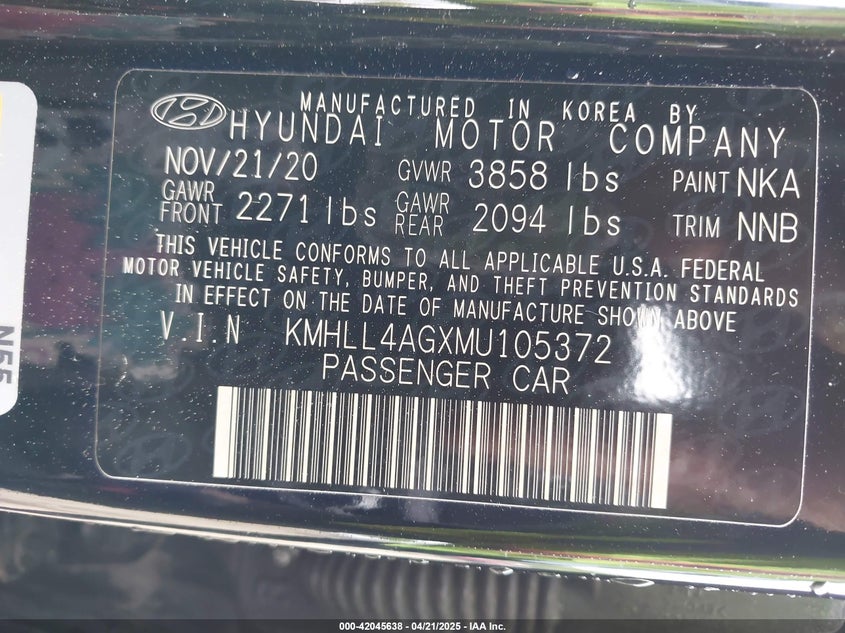 MANUFACTURED IN KOREA BY
HYUNDAI MOTOR COMPANY
NOV/21/20 GVWR 3858 lbs PAINT NKA
GAWR FRONT 2271 lbs GAWR REAR 2094 lbs TRIM NNB
THIS VEHICLE CONFORMS TO ALL APPLICABLE U.S.A. FEDERAL
MOTOR VEHICLE SAFETY, BUMPER, AND THEFT PREVENTION STANDARDS
IN EFFECT ON THE DATE OF MANUFACTURE SHOWN ABOVE
V.I.N KMHLL4AGXMU105372
PASSENGER CAR
N55
000-42045638 - 04/21/2025 - IAA Inc.